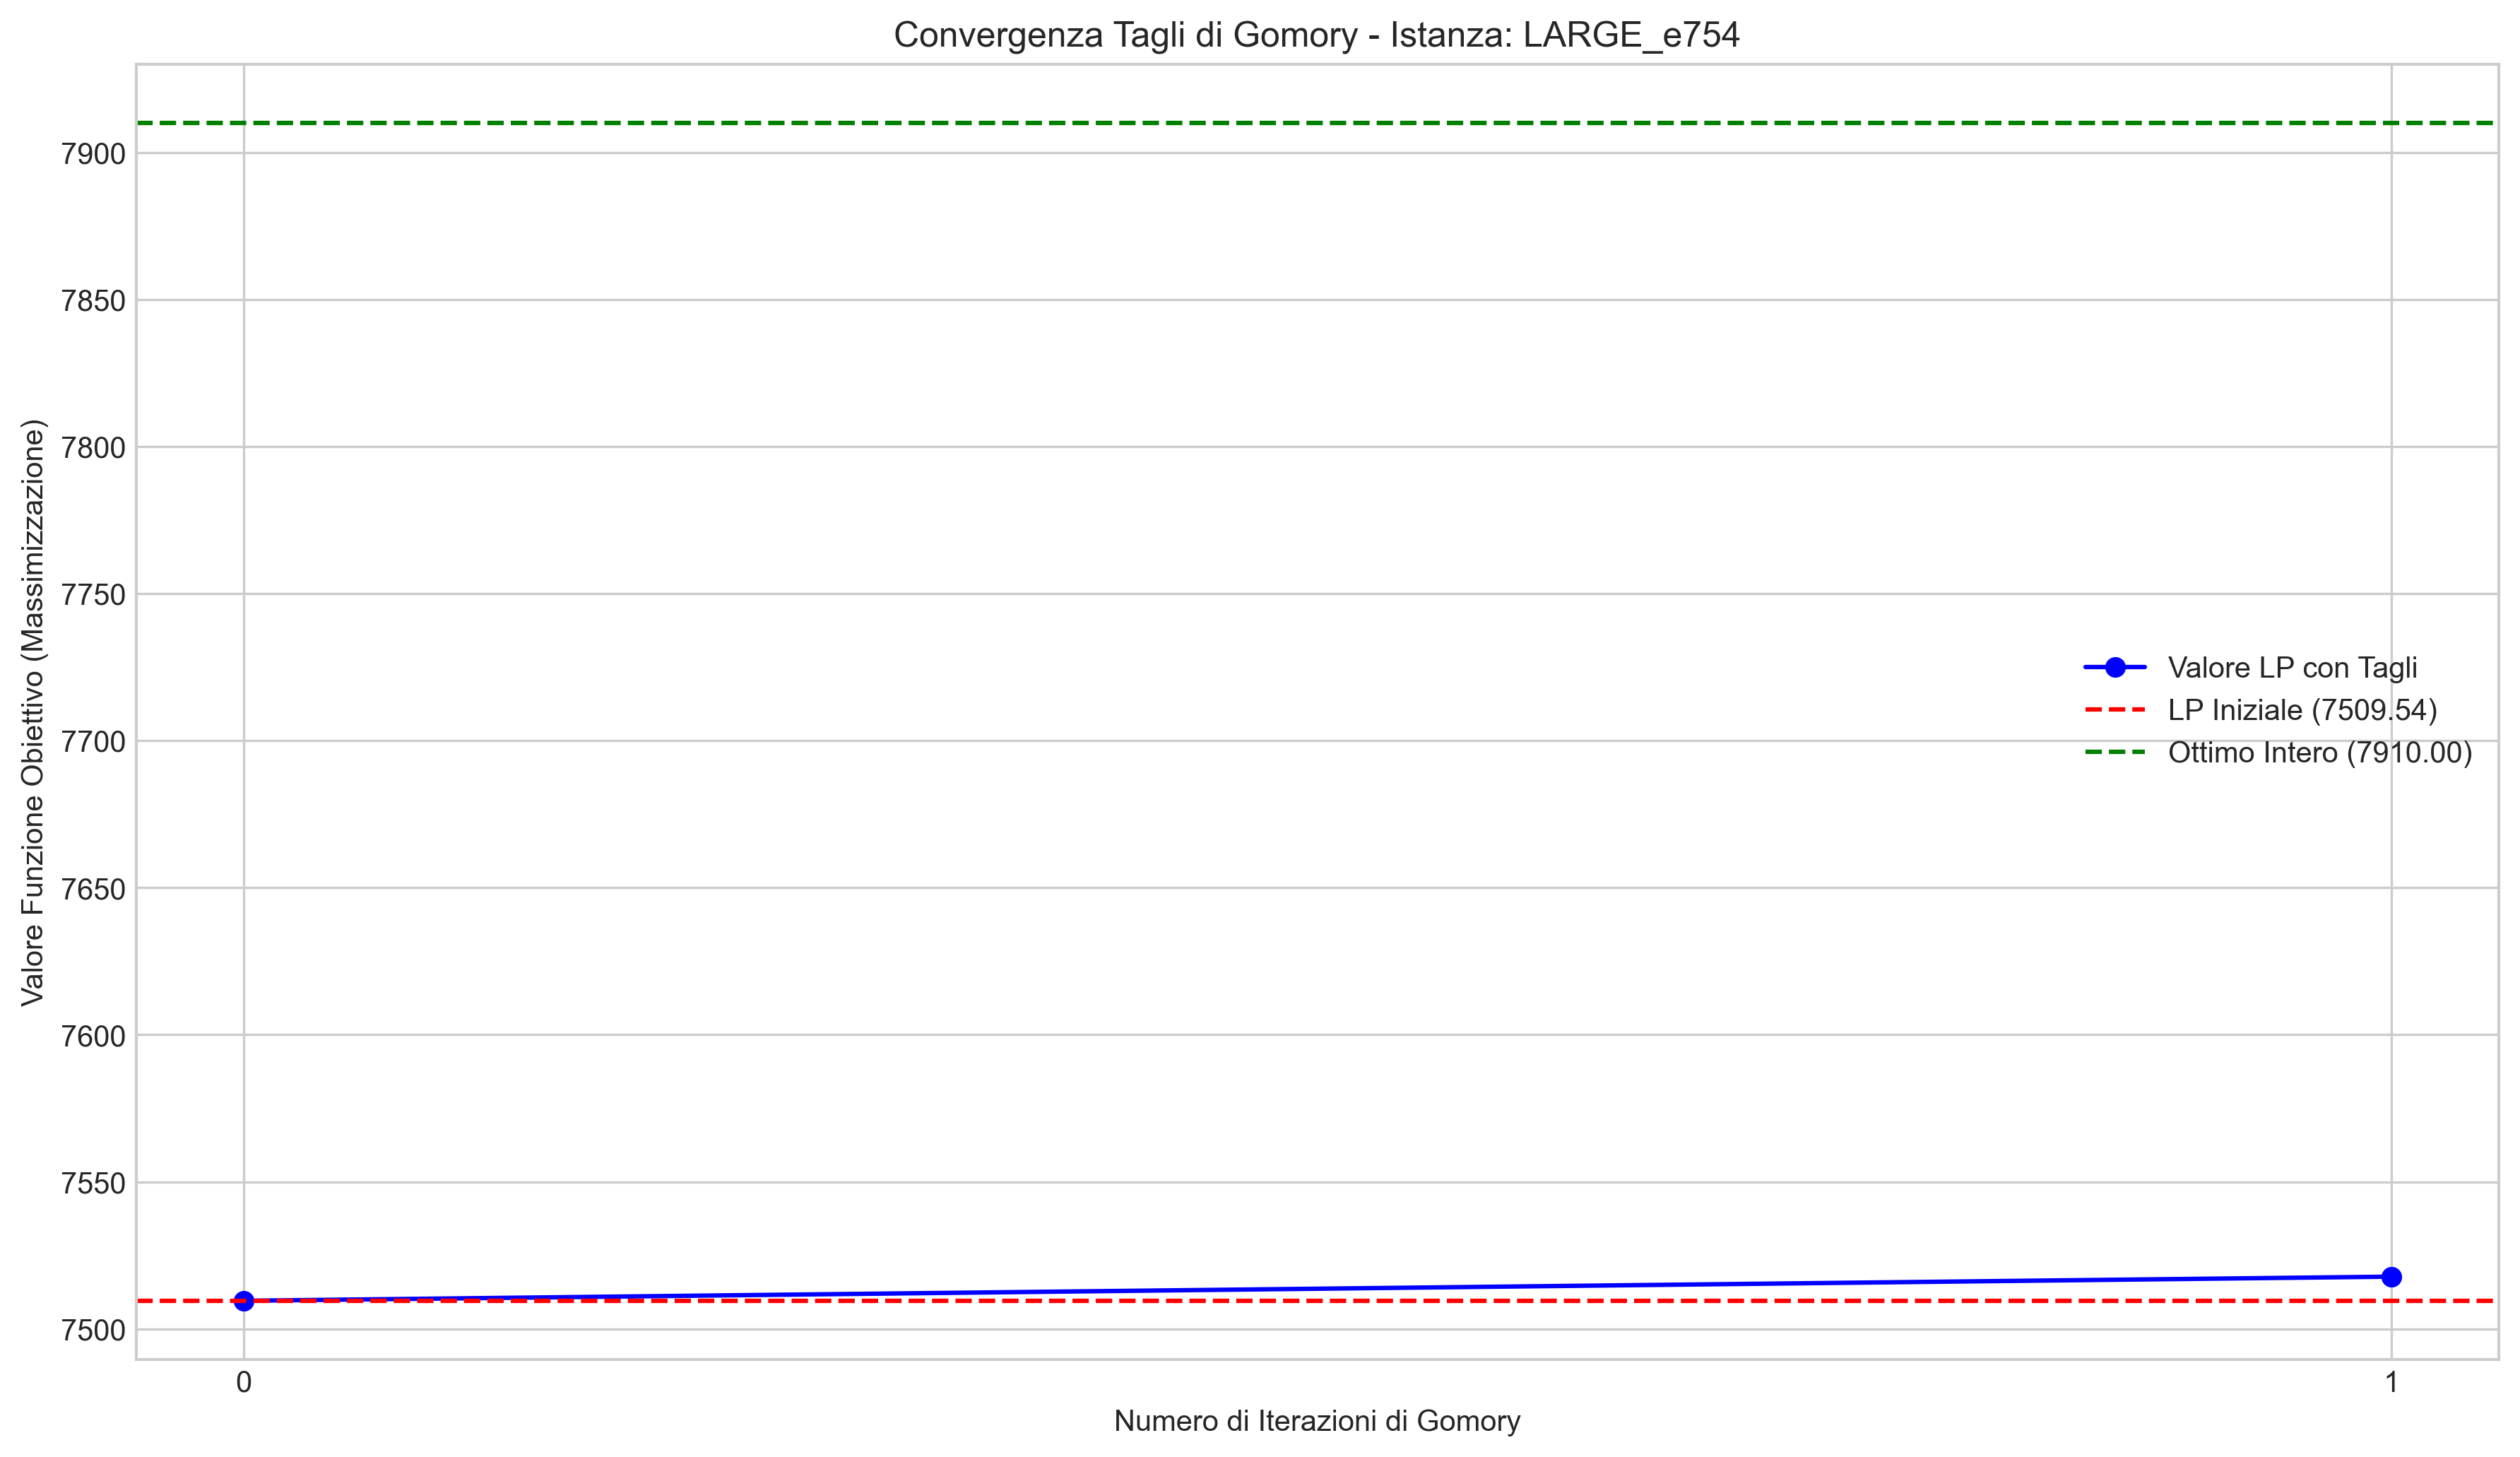 Convergenza Tagli di Gomory - Istanza: LARGE_e754
Valore Funzione Obiettivo (Massimizzazione)
7900
7850
7800
7750
7700
7650
7600
7550
7500
Valore LP con Tagli
LP Iniziale (7509.54)
Ottimo Intero (7910.00)
0
1
Numero di Iterazioni di Gomory